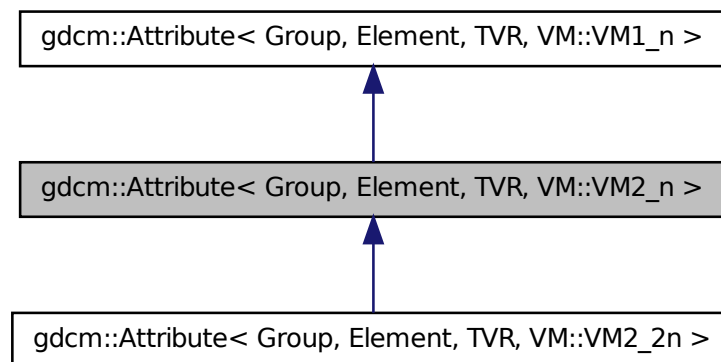 gdcm::Attribute< Group, Element, TVR, VM::VM1_n >
gdcm::Attribute< Group, Element, TVR, VM::VM2_n >
gdcm::Attribute< Group, Element, TVR, VM::VM2_2n >